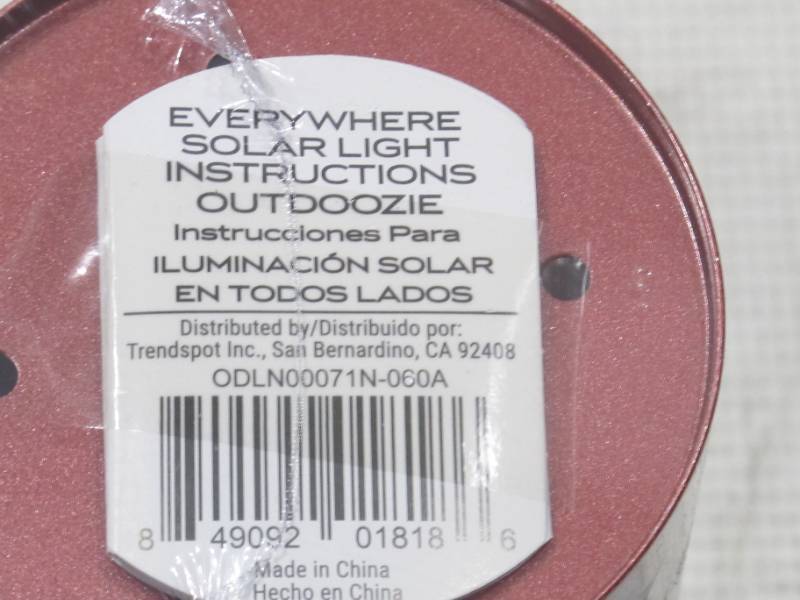 EVERYWHERE
SOLAR LIGHT
INSTRUCTIONS
OUTDOOZIE
Instrucciones Para
ILUMINACIÓN SOLAR
EN TODOS LADOS
Distributed by/Distribuido por:
Trendspot Inc., San Bernardino, CA 92408
ODLN00071N-060A
8 49092 01818 6
Made in China
Hecho en China